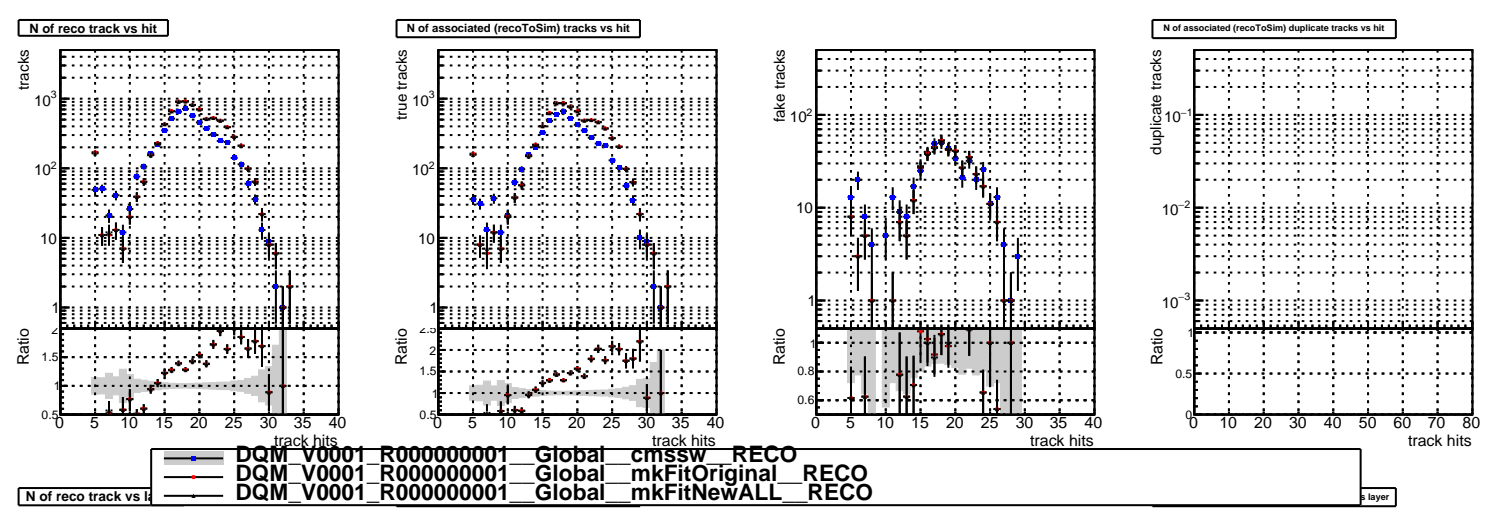 N of reco track vs hit
tracks
10³
10²
10
1
Ratio
2
1.5
1
0.5
0 5 10 15 20 25 30 35 40
track hits
N of associated (recoToSim) tracks vs hit
true tracks
10³
10²
10
1
Ratio
2.5
2
1.5
1
0.5
0 5 10 15 20 25 30 35 40
track hits
fake tracks
10²
10
1
Ratio
1
0.8
0.6
0 5 10 15 20 25 30 35 40
track hits
N of associated (recoToSim) duplicate tracks vs hit
duplicate tracks
10⁻¹
10⁻²
10⁻³
Ratio
1
0.5
0
0 10 20 30 40 50 60 70 80
track hits
DQM_V0001_R000000001__Global__cmssw__RECO
DQM_V0001_R000000001__Global__mkFitOriginal__RECO
DQM_V0001_R000000001__Global__mkFitNewALL__RECO
N of reco track vs
layer